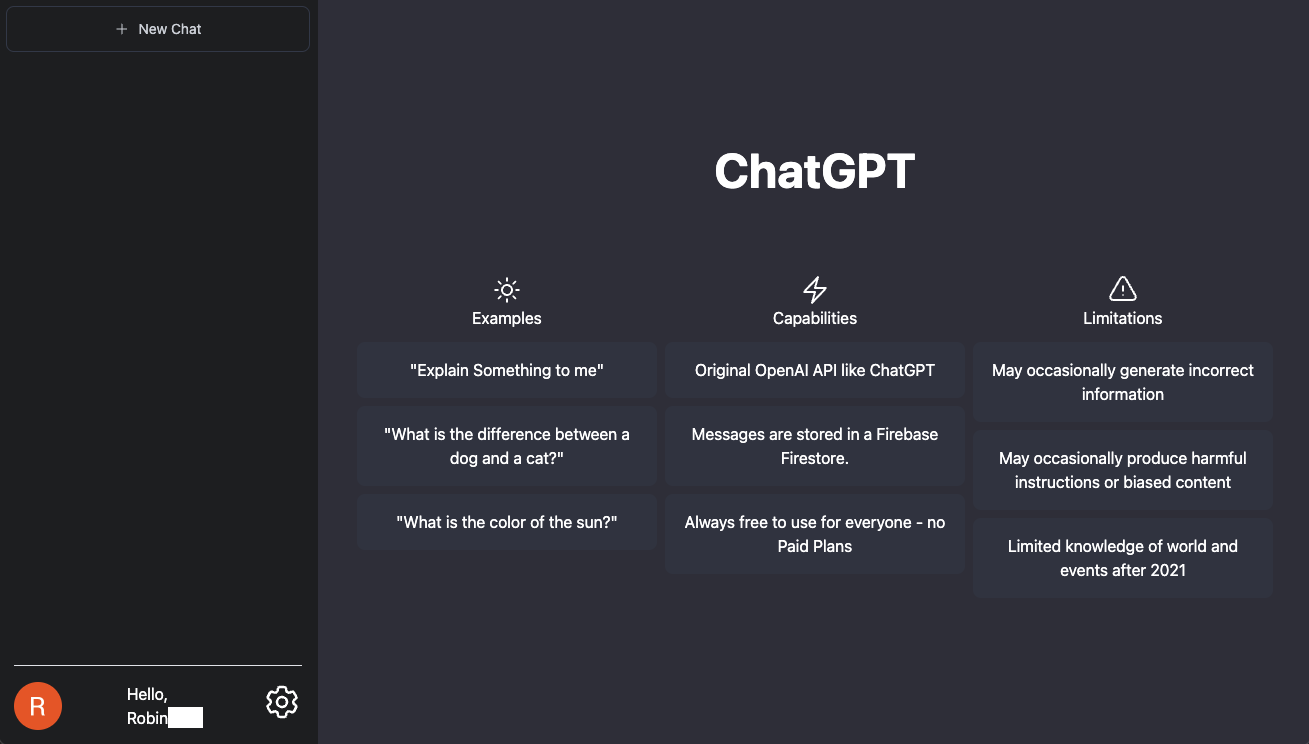 New Chat
ChatGPT
Examples
"Explain Something to me"
"What is the difference between a
dog and a cat?"
"What is the color of the sun?"
Capabilities
Original OpenAI API like ChatGPT
Messages are stored in a Firebase
Firestore.
Always free to use for everyone - no
Paid Plans
Limitations
May occasionally generate incorrect
information
May occasionally produce harmful
instructions or biased content
Limited knowledge of world and
events after 2021
R
Hello,
Robin